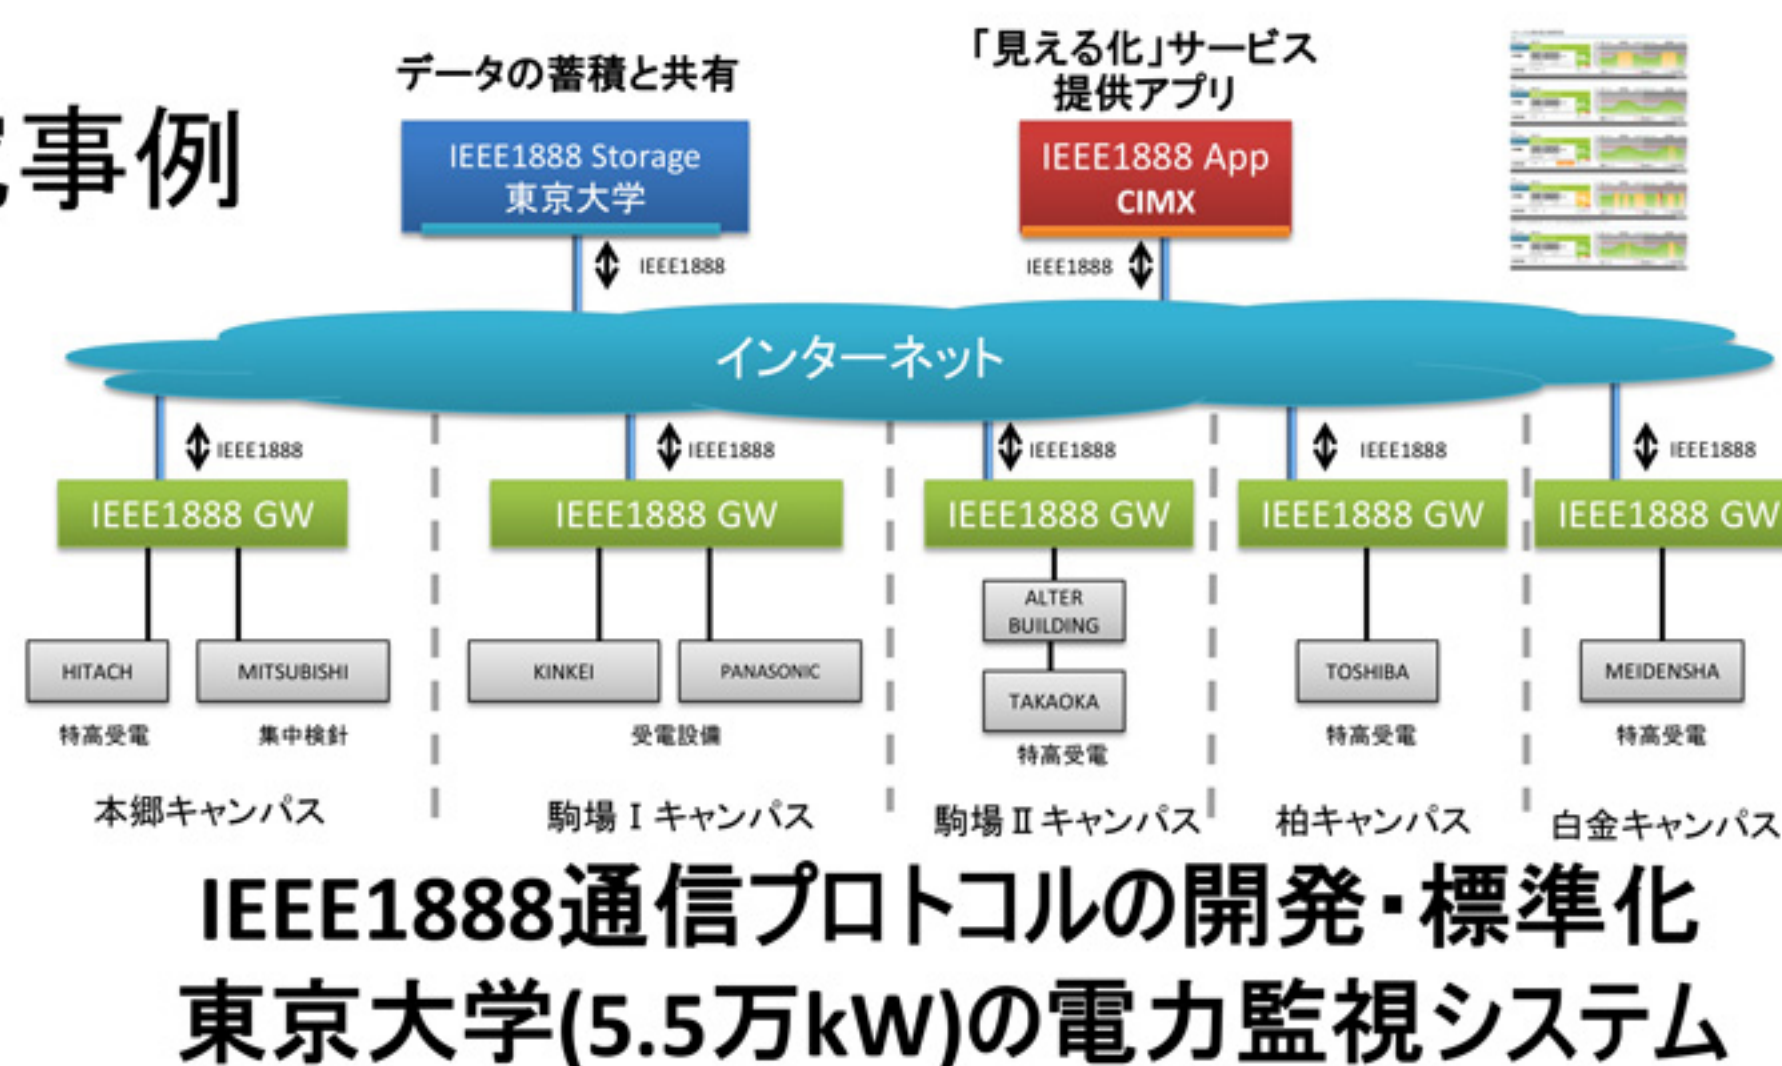 事例
データの蓄積と共有
「見える化」サービス
提供アプリ
IEEE1888 Storage
東京大学
IEEE1888 App
CIMX
IEEE1888
IEEE1888
インターネット
IEEE1888
IEEE1888
IEEE1888
IEEE1888
IEEE1888
IEEE1888 GW
IEEE1888 GW
IEEE1888 GW
IEEE1888 GW
IEEE1888 GW
ALTER
BUILDING
HITACH
MITSUBISHI
KINKEI
PANASONIC
TAKAOKA
TOSHIBA
MEIDENSHA
特高受電
集中検針
受電設備
特高受電
特高受電
特高受電
本郷キャンパス
駒場Ⅰキャンパス
駒場Ⅱキャンパス
柏キャンパス
白金キャンパス
IEEE1888通信プロトコルの開発・標準化
東京大学(5.5万kW)の電力監視システム